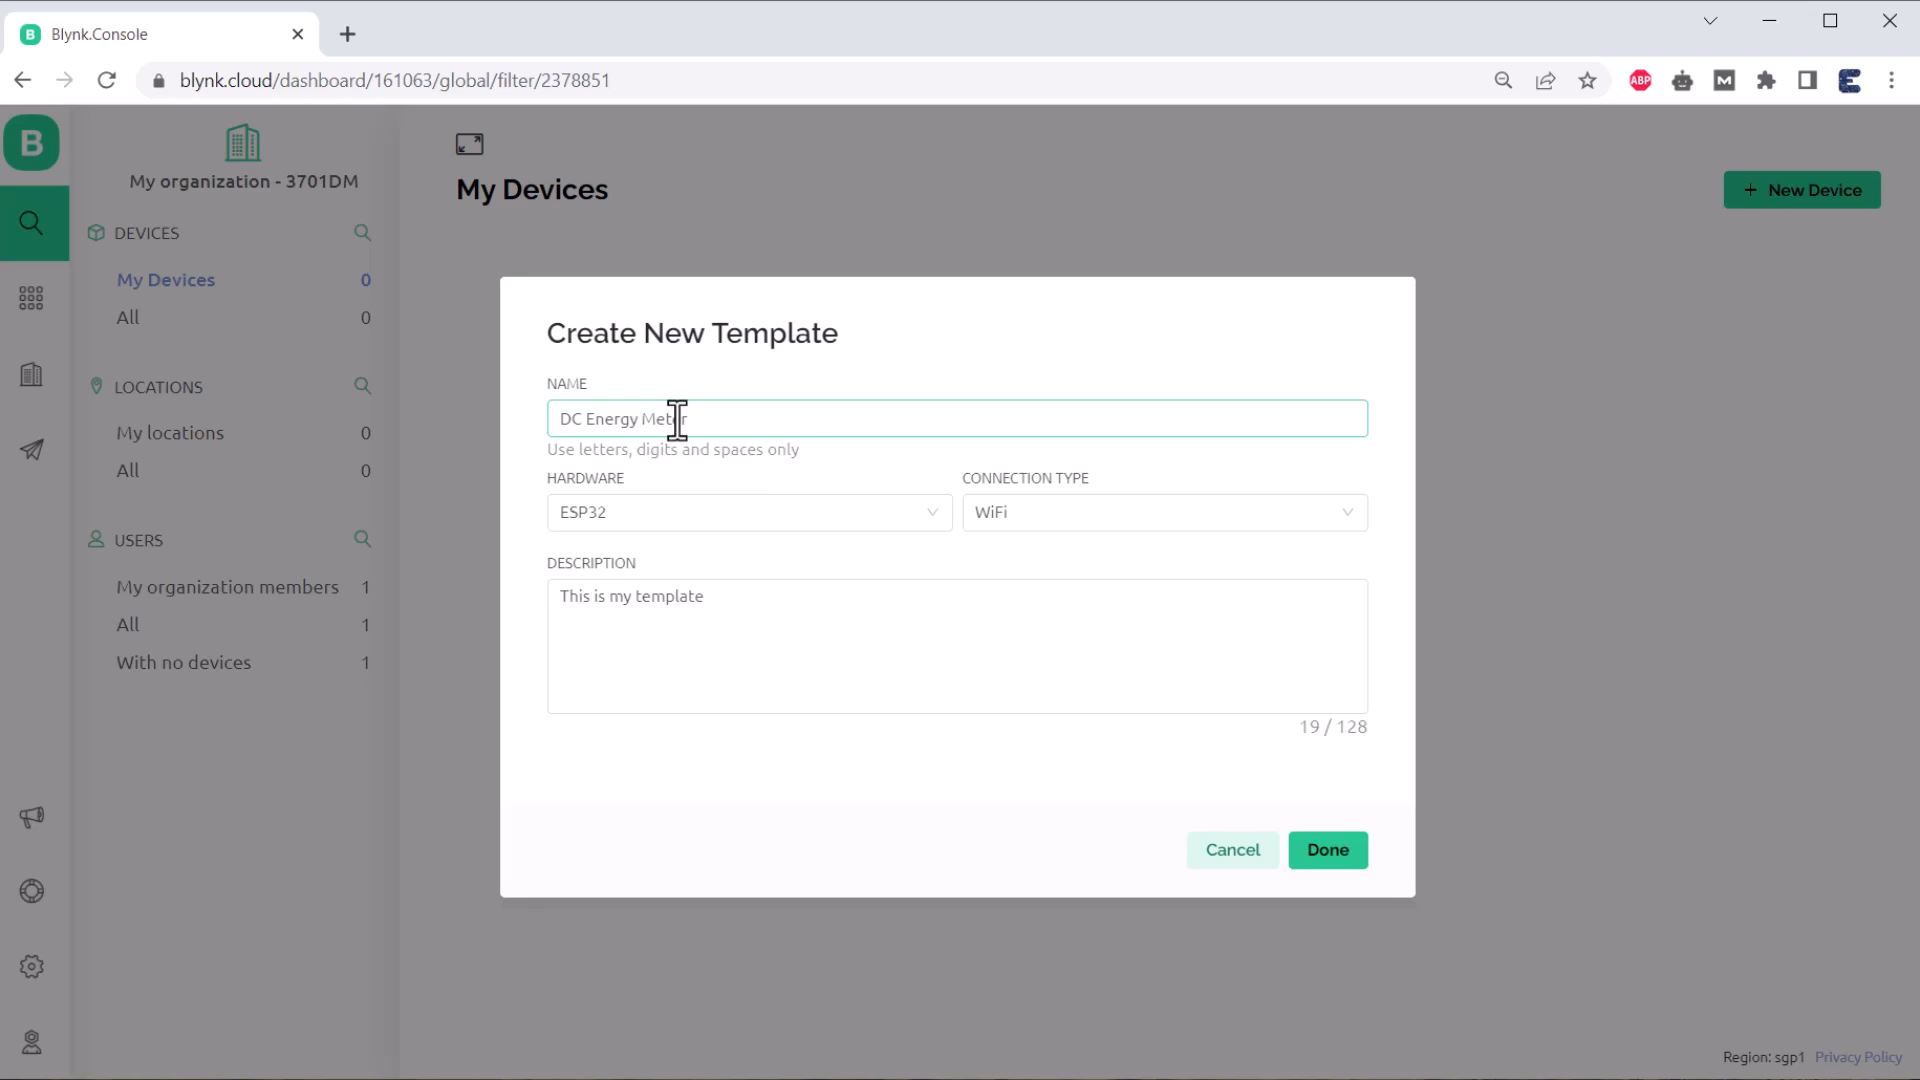 B Blynk.Console
blynk.cloud/dashboard/161063/global/filter/2378851
ABP
M
B
My organization - 3701DM
My Devices
+ New Device
DEVICES
My Devices 0
All 0
LOCATIONS
My locations 0
All 0
USERS
My organization members 1
All 1
With no devices 1
Create New Template
NAME
DC Energy Meter
Use letters, digits and spaces only
HARDWARE CONNECTION TYPE
ESP32 WiFi
DESCRIPTION
This is my template
19 / 128
Cancel Done
Region: sgp1 Privacy Policy